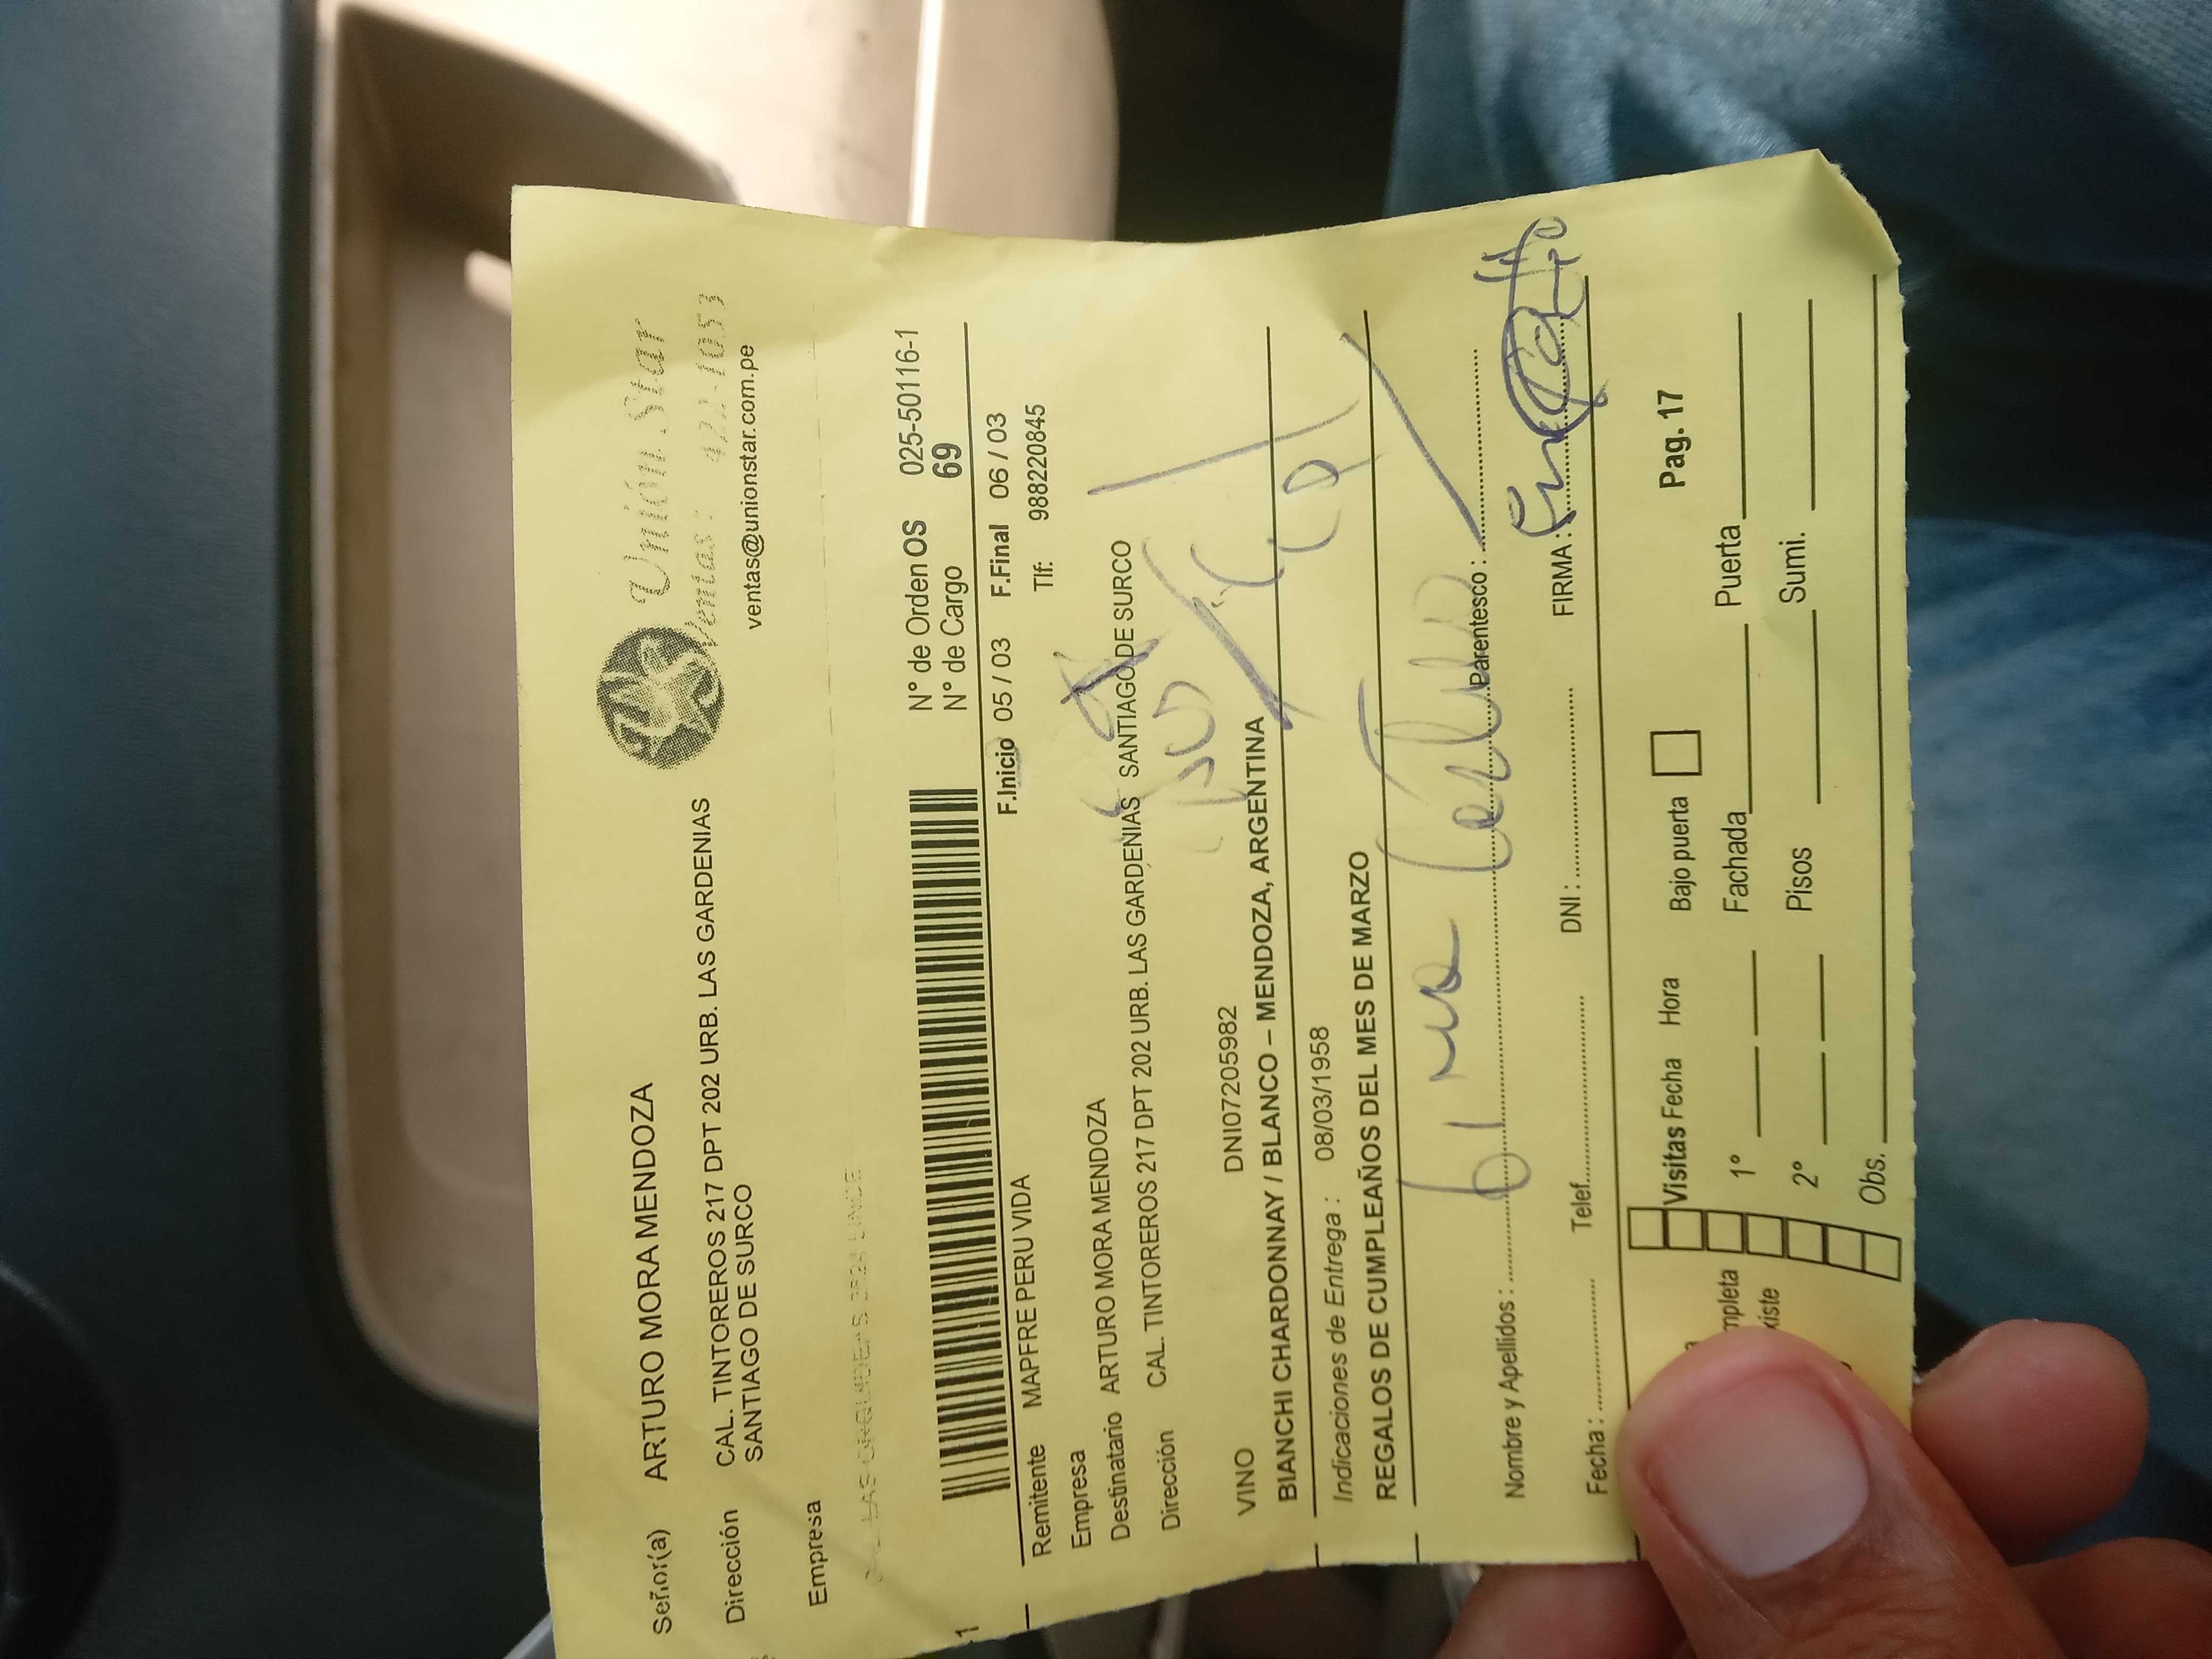 Unión Star
Ventas: 422-1053
ventas@unionstar.com.pe
Señor(a) ARTURO MORA MENDOZA
Dirección CAL. TINTOREROS 217 DPT 202 URB. LAS GARDENIAS
SANTIAGO DE SURCO
Empresa
N° de Orden OS 025-50116-1
N° de Cargo 69
1
F.Inicio 05 / 03 F.Final 06 / 03
Remitente MAPFRE PERU VIDA Tlf: 988220845
Empresa
Destinatario ARTURO MORA MENDOZA
Dirección CAL. TINTOREROS 217 DPT 202 URB. LAS GARDENIAS SANTIAGO DE SURCO
DNI07205982
VINO
BIANCHI CHARDONNAY / BLANCO – MENDOZA, ARGENTINA
Indicaciones de Entrega : 08/03/1958
REGALOS DE CUMPLEAÑOS DEL MES DE MARZO
Nombre y Apellidos : Parentesco :
Fecha : Telef. DNI : FIRMA :
Visitas Fecha Hora Bajo puerta Pag. 17
mpleta 1° Fachada Puerta
xiste 2° Pisos Sumi.
Obs.